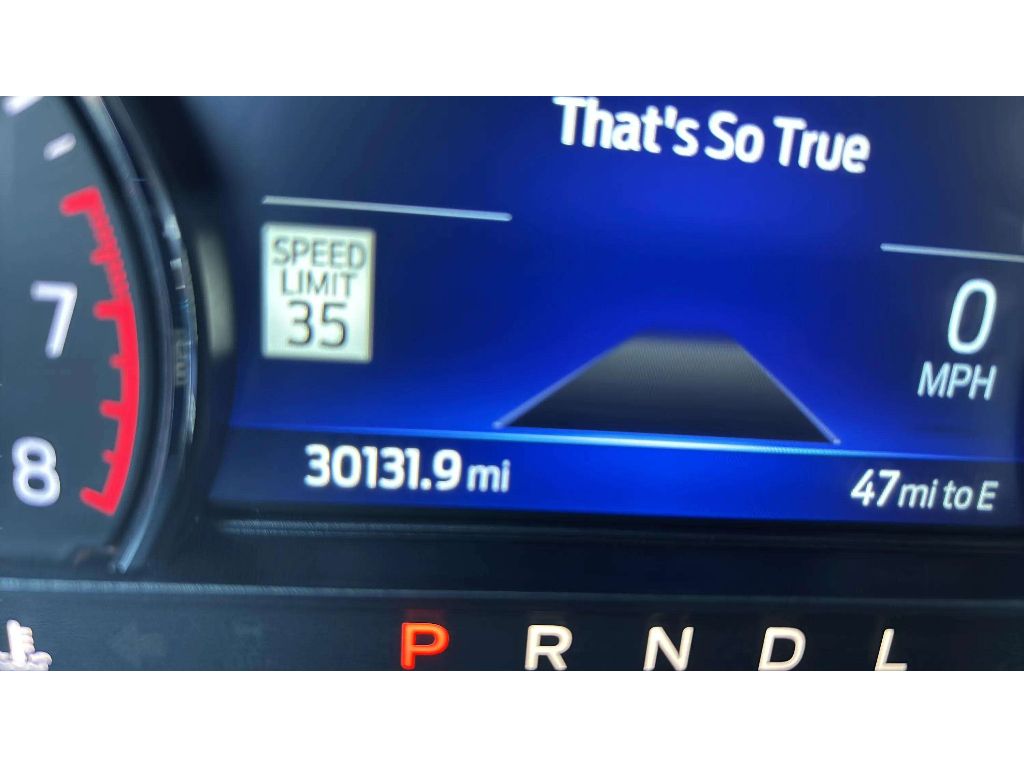 That's So True
SPEED
LIMIT
35
7
0
MPH
8
30131.9 mi
47 mi to E
P R N D L